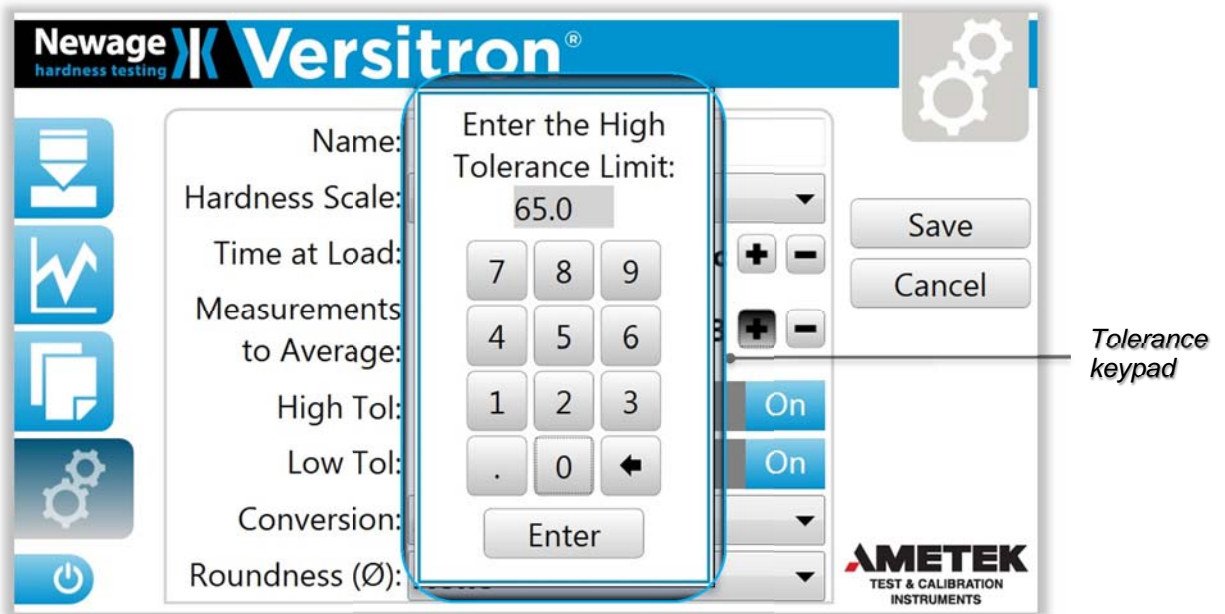 Newage
hardness testing
Versitron®
Enter the High
Tolerance Limit:
65.0
7 8 9
4 5 6
1 2 3
. 0
Enter
Name:
Hardness Scale:
Time at Load:
Measurements
to Average:
High Tol: On
Low Tol: On
Conversion:
Roundness (Ø):
Save
Cancel
Tolerance
keypad
AMETEK
TEST & CALIBRATION
INSTRUMENTS